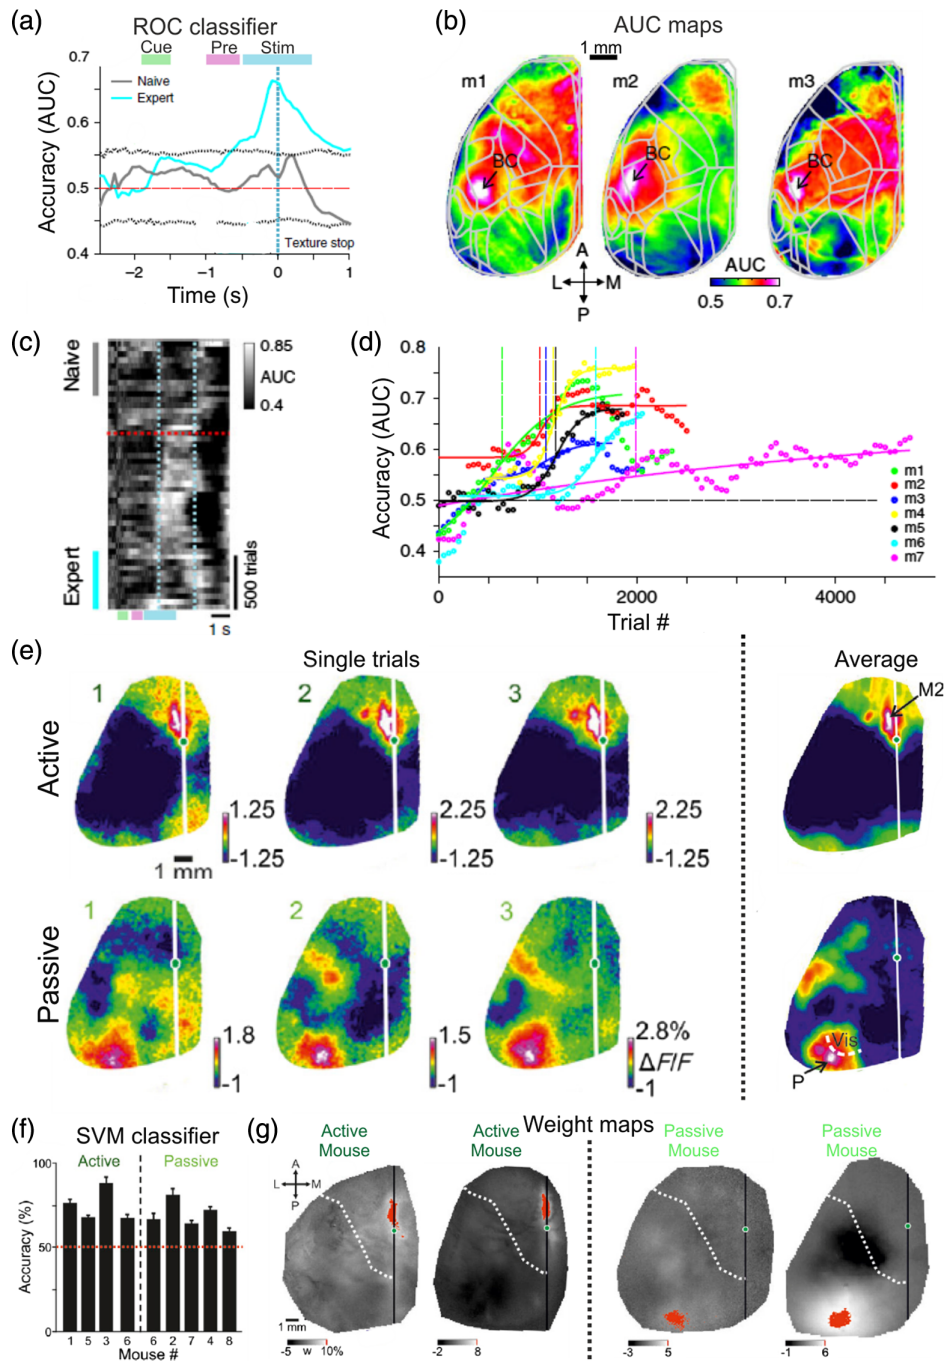 (a)
ROC classifier
Cue
Pre
Stim
0.7
0.6
0.5
0.4
Accuracy (AUC)
Naive
Expert
Texture stop
−2
−1
0
1
Time (s)
(b)
AUC maps
1 mm
m1
m2
m3
BC
BC
BC
A
L
M
P
AUC
0.5
0.7
(c)
Naive
Expert
0.85
AUC
0.4
500 trials
1 s
(d)
0.8
0.7
0.6
0.5
0.4
Accuracy (AUC)
m1
m2
m3
m4
m5
m6
m7
0
2000
4000
Trial #
(e)
Single trials
Average
Active
1
2
3
M2
1.25
-1.25
2.25
-1.25
2.25
-1.25
1 mm
Passive
1
2
3
1.8
-1
1.5
-1
2.8%
ΔF/F
-1
Vis
P
(f)
SVM classifier
Active
Passive
100
50
0
Accuracy (%)
1 5 3 6 6 2 7 4 8
Mouse #
(g)
Weight maps
Active
Mouse
Active
Mouse
Passive
Mouse
Passive
Mouse
A
L
M
P
1 mm
-5 w 10%
-2 8
-3 5
-1 6